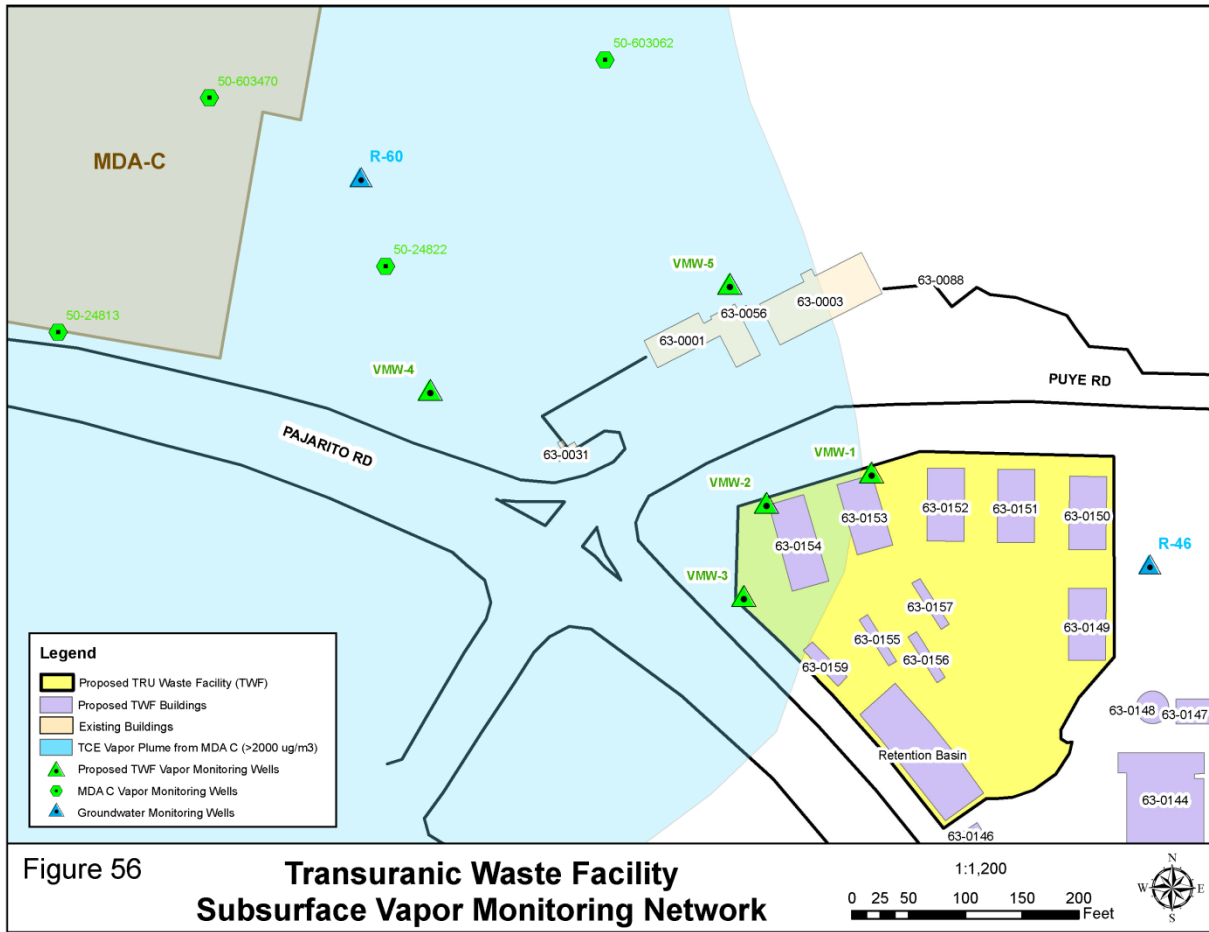 50-603062
50-603470
MDA-C
R-60
50-24822
VMW-5
63-0088
63-0003
63-0056
50-24813
63-0001
VMW-4
PUYE RD
PAJARITO RD
63-0031
VMW-1
VMW-2
63-0152
63-0151
63-0150
63-0153
63-0154
R-46
VMW-3
63-0157
63-0149
63-0155
63-0156
63-0159
63-0148
63-0147
Retention Basin
63-0144
63-0146
Legend
Proposed TRU Waste Facility (TWF)
Proposed TWF Buildings
Existing Buildings
TCE Vapor Plume from MDA C (>2000 ug/m3)
Proposed TWF Vapor Monitoring Wells
MDA C Vapor Monitoring Wells
Groundwater Monitoring Wells
Figure 56
Transuranic Waste Facility
Subsurface Vapor Monitoring Network
1:1,200
0 25 50 100 150 200
Feet
N
W E
S